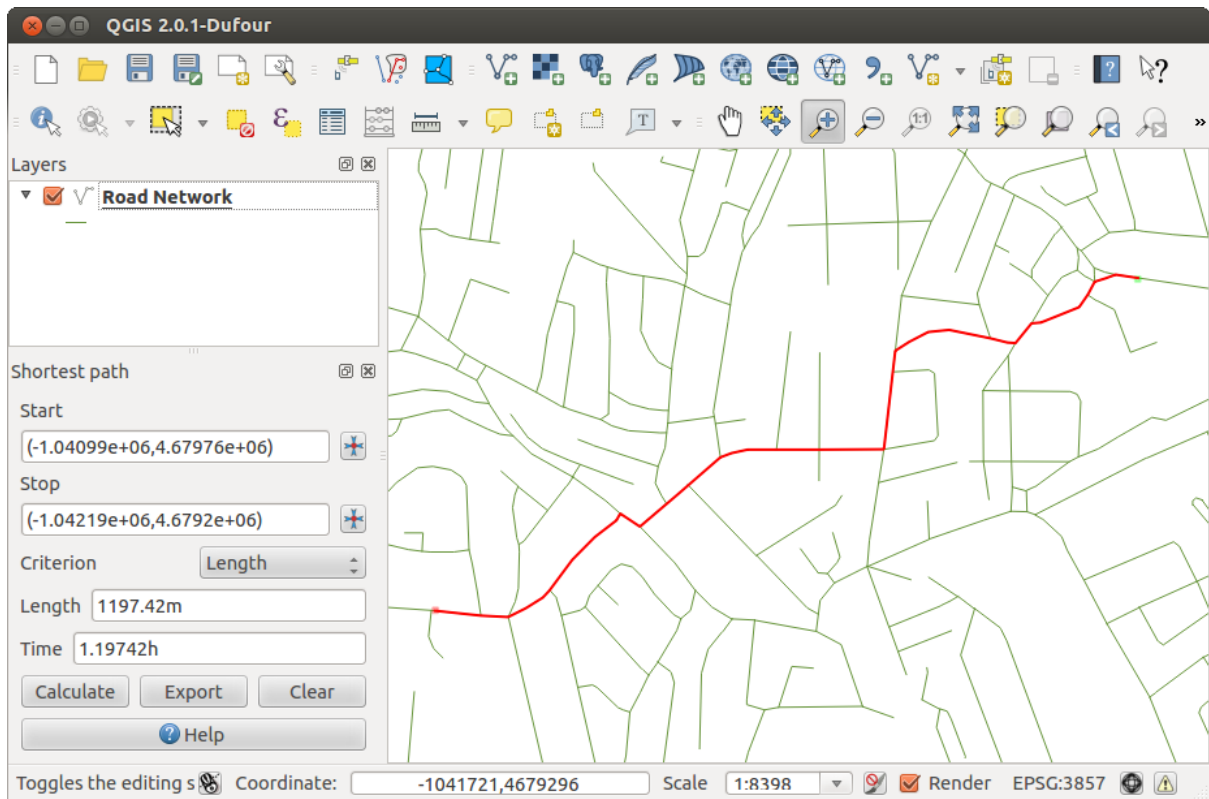 QGIS 2.0.1-Dufour
1:1
T
»
Layers
Road Network
Shortest path
Start
(-1.04099e+06,4.67976e+06)
Stop
(-1.04219e+06,4.6792e+06)
Criterion
Length
Length
1197.42m
Time
1.19742h
Calculate
Export
Clear
Help
Toggles the editing s
Coordinate:
-1041721,4679296
Scale
1:8398
Render
EPSG:3857